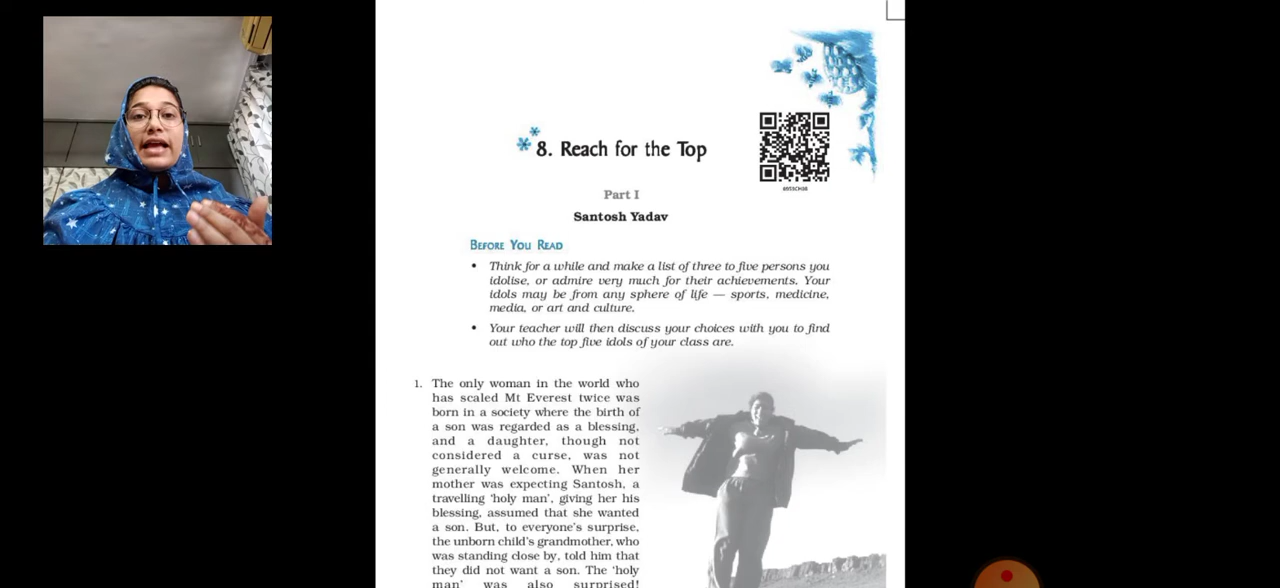 8. Reach for the Top
Part I
Santosh Yadav
BEFORE YOU READ
• Think for a while and make a list of three to five persons you
idolise, or admire very much for their achievements. Your
idols may be from any sphere of life — sports, medicine,
media, or art and culture.
• Your teacher will then discuss your choices with you to find
out who the top five idols of your class are.
1. The only woman in the world who
has scaled Mt Everest twice was
born in a society where the birth of
a son was regarded as a blessing,
and a daughter, though not
considered a curse, was not
generally welcome. When her
mother was expecting Santosh, a
travelling ‘holy man’, giving her his
blessing, assumed that she wanted
a son. But, to everyone’s surprise,
the unborn child’s grandmother, who
was standing close by, told him that
they did not want a son. The ‘holy
man’ was also surprised!